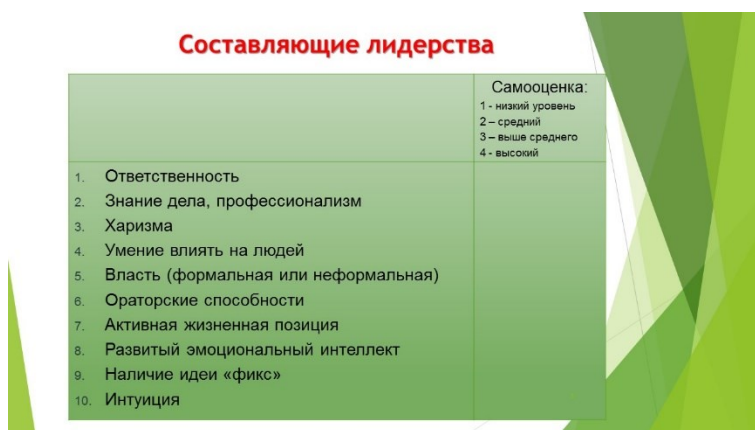 Составляющие лидерства
Самооценка:
1 - низкий уровень
2 – средний
3 – выше среднего
4 - высокий
1. Ответственность
2. Знание дела, профессионализм
3. Харизма
4. Умение влиять на людей
5. Власть (формальная или неформальная)
6. Ораторские способности
7. Активная жизненная позиция
8. Развитый эмоциональный интеллект
9. Наличие идеи «фикс»
10. Интуиция